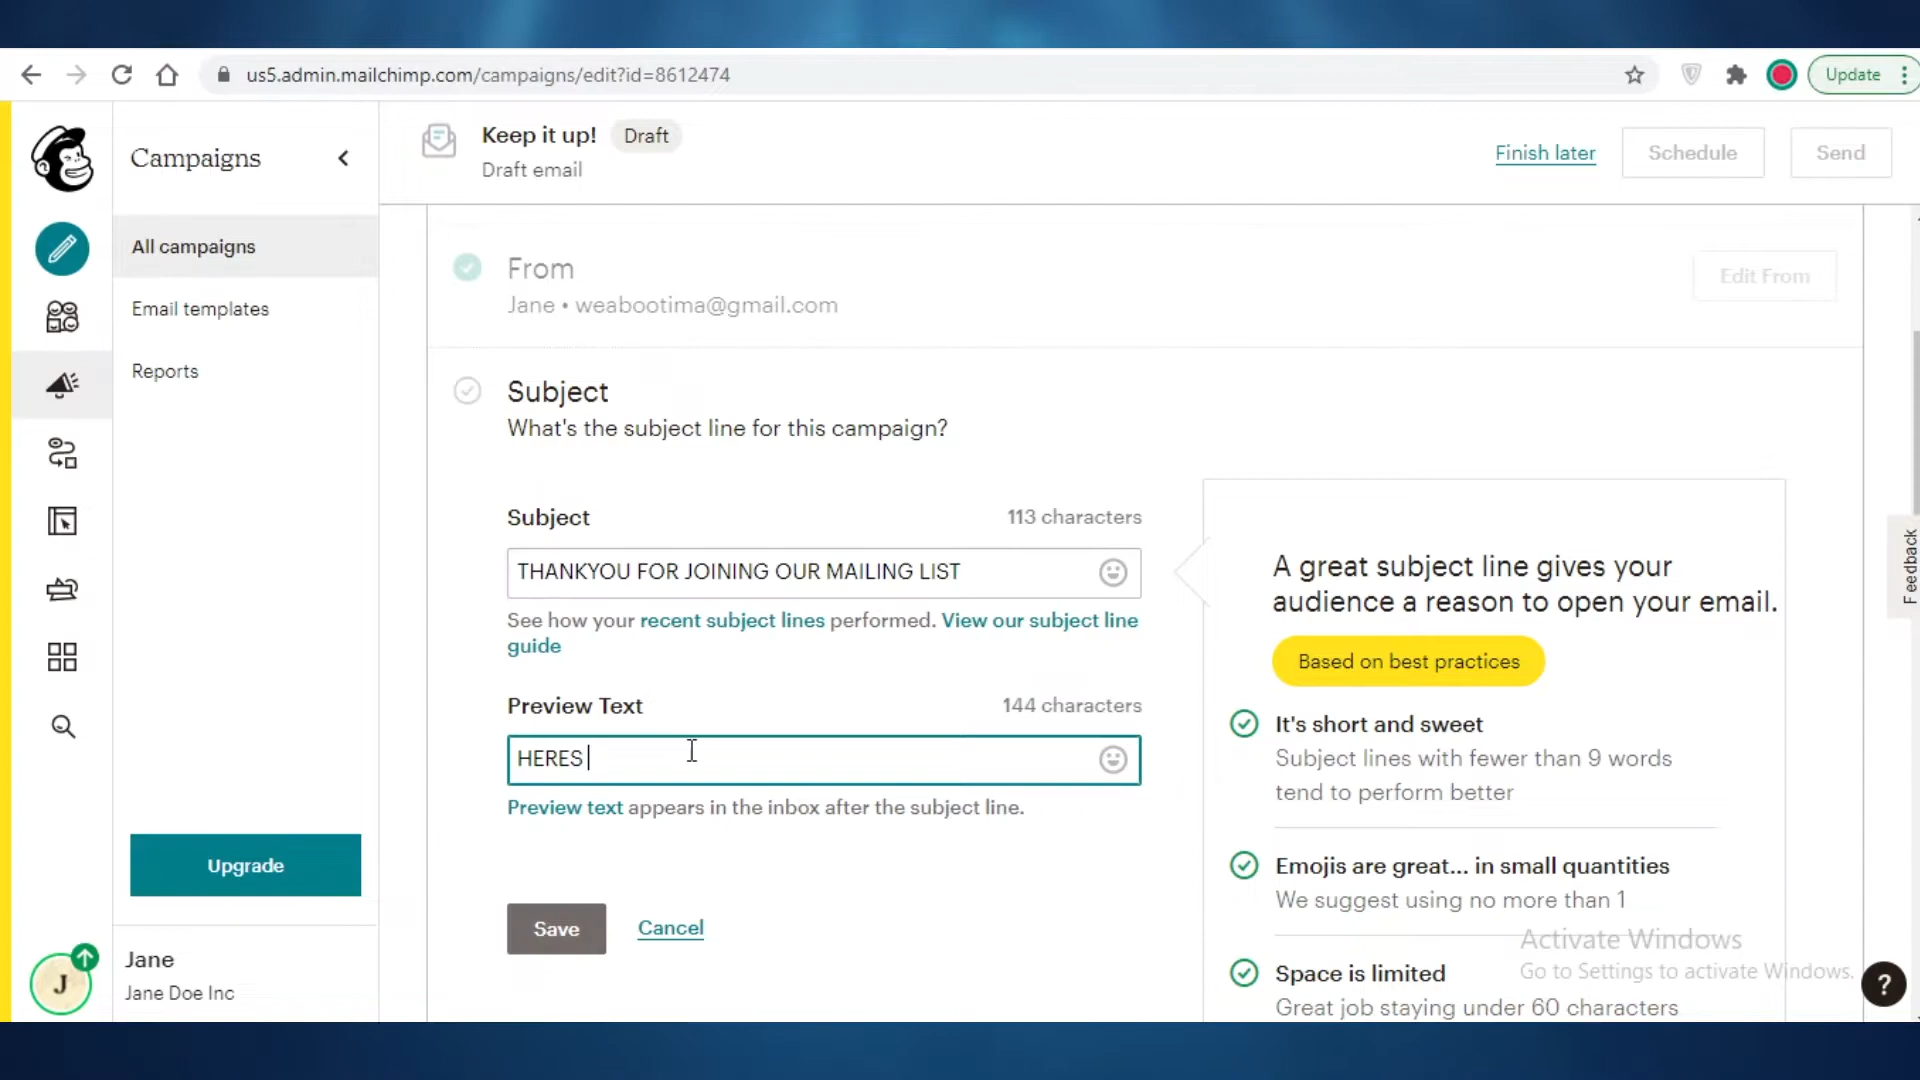 us5.admin.mailchimp.com/campaigns/edit?id=8612474
Update
Campaigns
Keep it up!
Draft
Draft email
Finish later
Schedule
Send
All campaigns
Email templates
Reports
From
Jane • weabootima@gmail.com
Edit From
Subject
What's the subject line for this campaign?
Subject
113 characters
THANKYOU FOR JOINING OUR MAILING LIST
See how your recent subject lines performed. View our subject line
guide
Preview Text
144 characters
HERES
Preview text appears in the inbox after the subject line.
Save
Cancel
A great subject line gives your
audience a reason to open your email.
Based on best practices
It's short and sweet
Subject lines with fewer than 9 words
tend to perform better
Emojis are great... in small quantities
We suggest using no more than 1
Space is limited
Great job staying under 60 characters
Activate Windows
Go to Settings to activate Windows.
Feedback
Upgrade
J
Jane
Jane Doe Inc
?